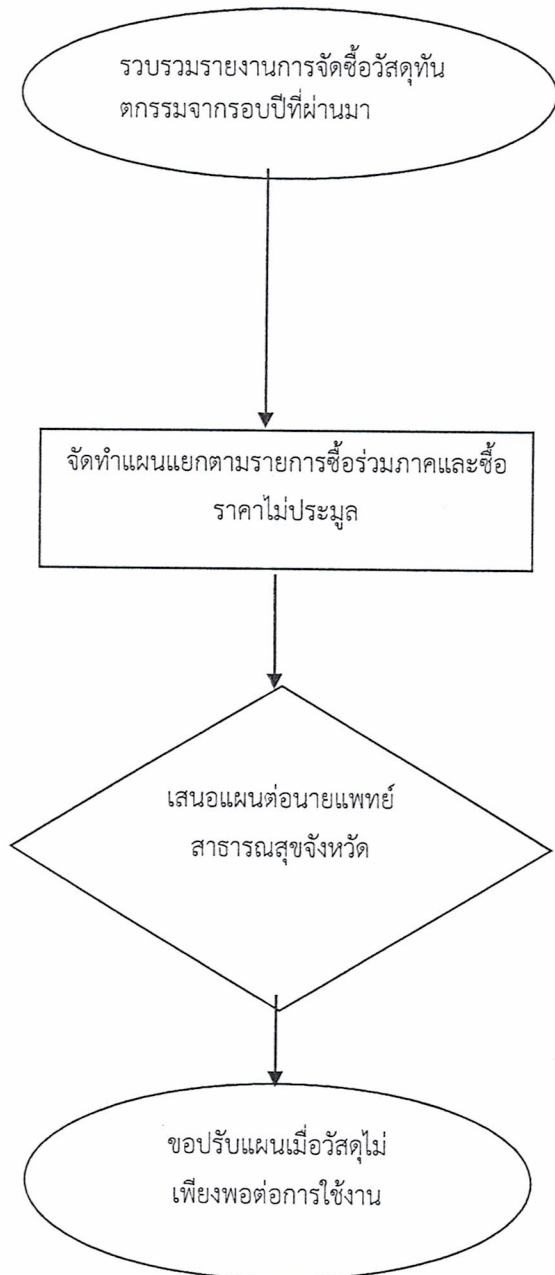 รวบรวมรายงานการจัดซื้อวัสดุทัน
ตกรรมจากรอบปีที่ผ่านมา
จัดทำแผนแยกตามรายการซื้อร่วมภาคและซื้อ
ราคาไม่ประมูล
เสนอแผนต่อนายแพทย์
สาธารณสุขจังหวัด
ขอปรับแผนเมื่อวัสดุไม่
เพียงพอต่อการใช้งาน